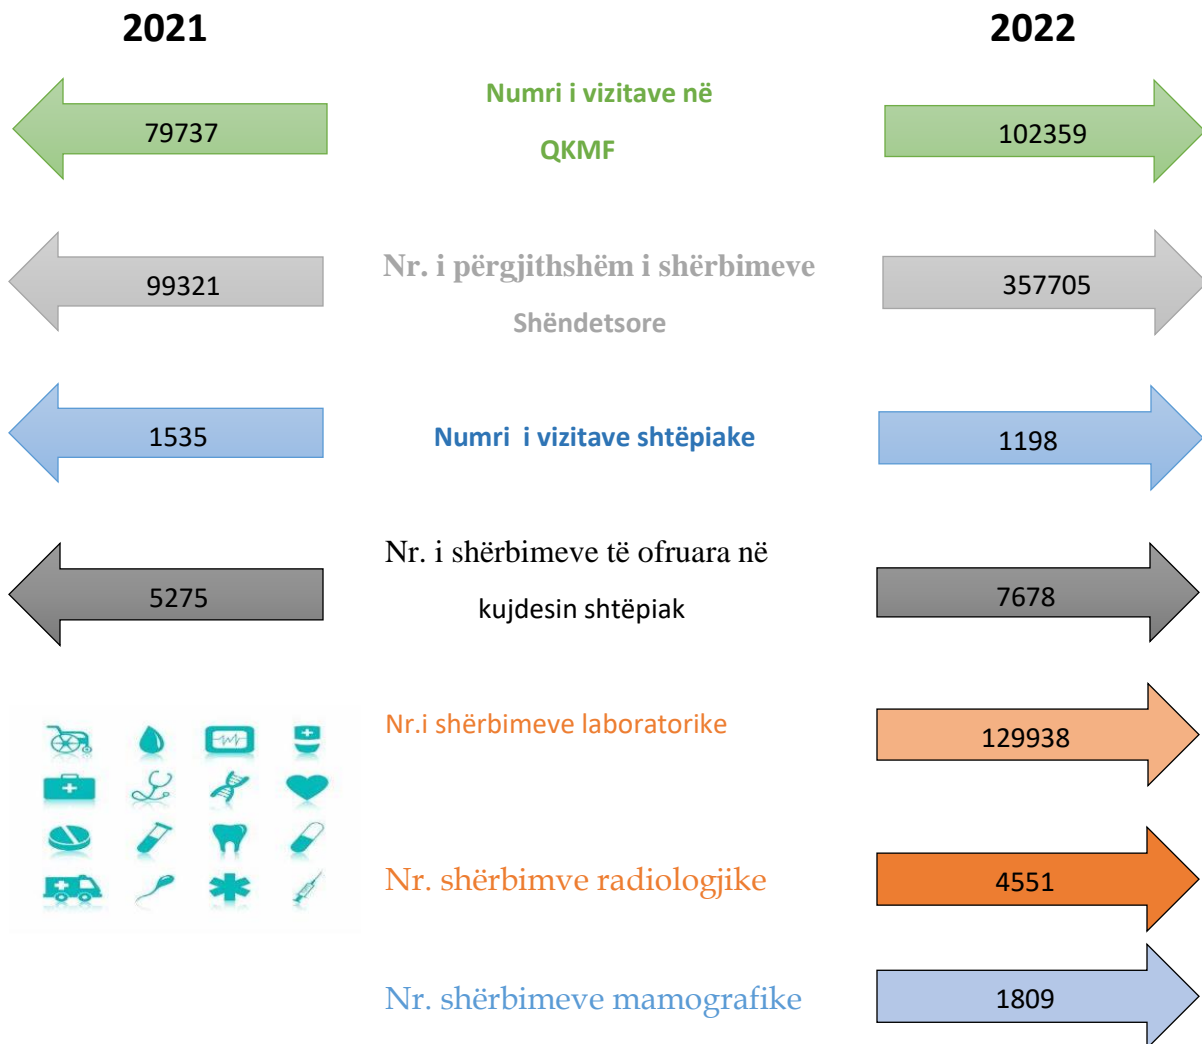 2021
2022
Numri i vizitave në
QKMF
79737
102359
Nr. i përgjithshëm i shërbimeve
Shëndetsore
99321
357705
1535
Numri i vizitave shtëpiake
1198
Nr. i shërbimeve të ofruara në
kujdesin shtëpiak
5275
7678
Nr.i shërbimeve laboratorike
129938
Nr. shërbimve radiologjike
4551
Nr. shërbimeve mamografike
1809